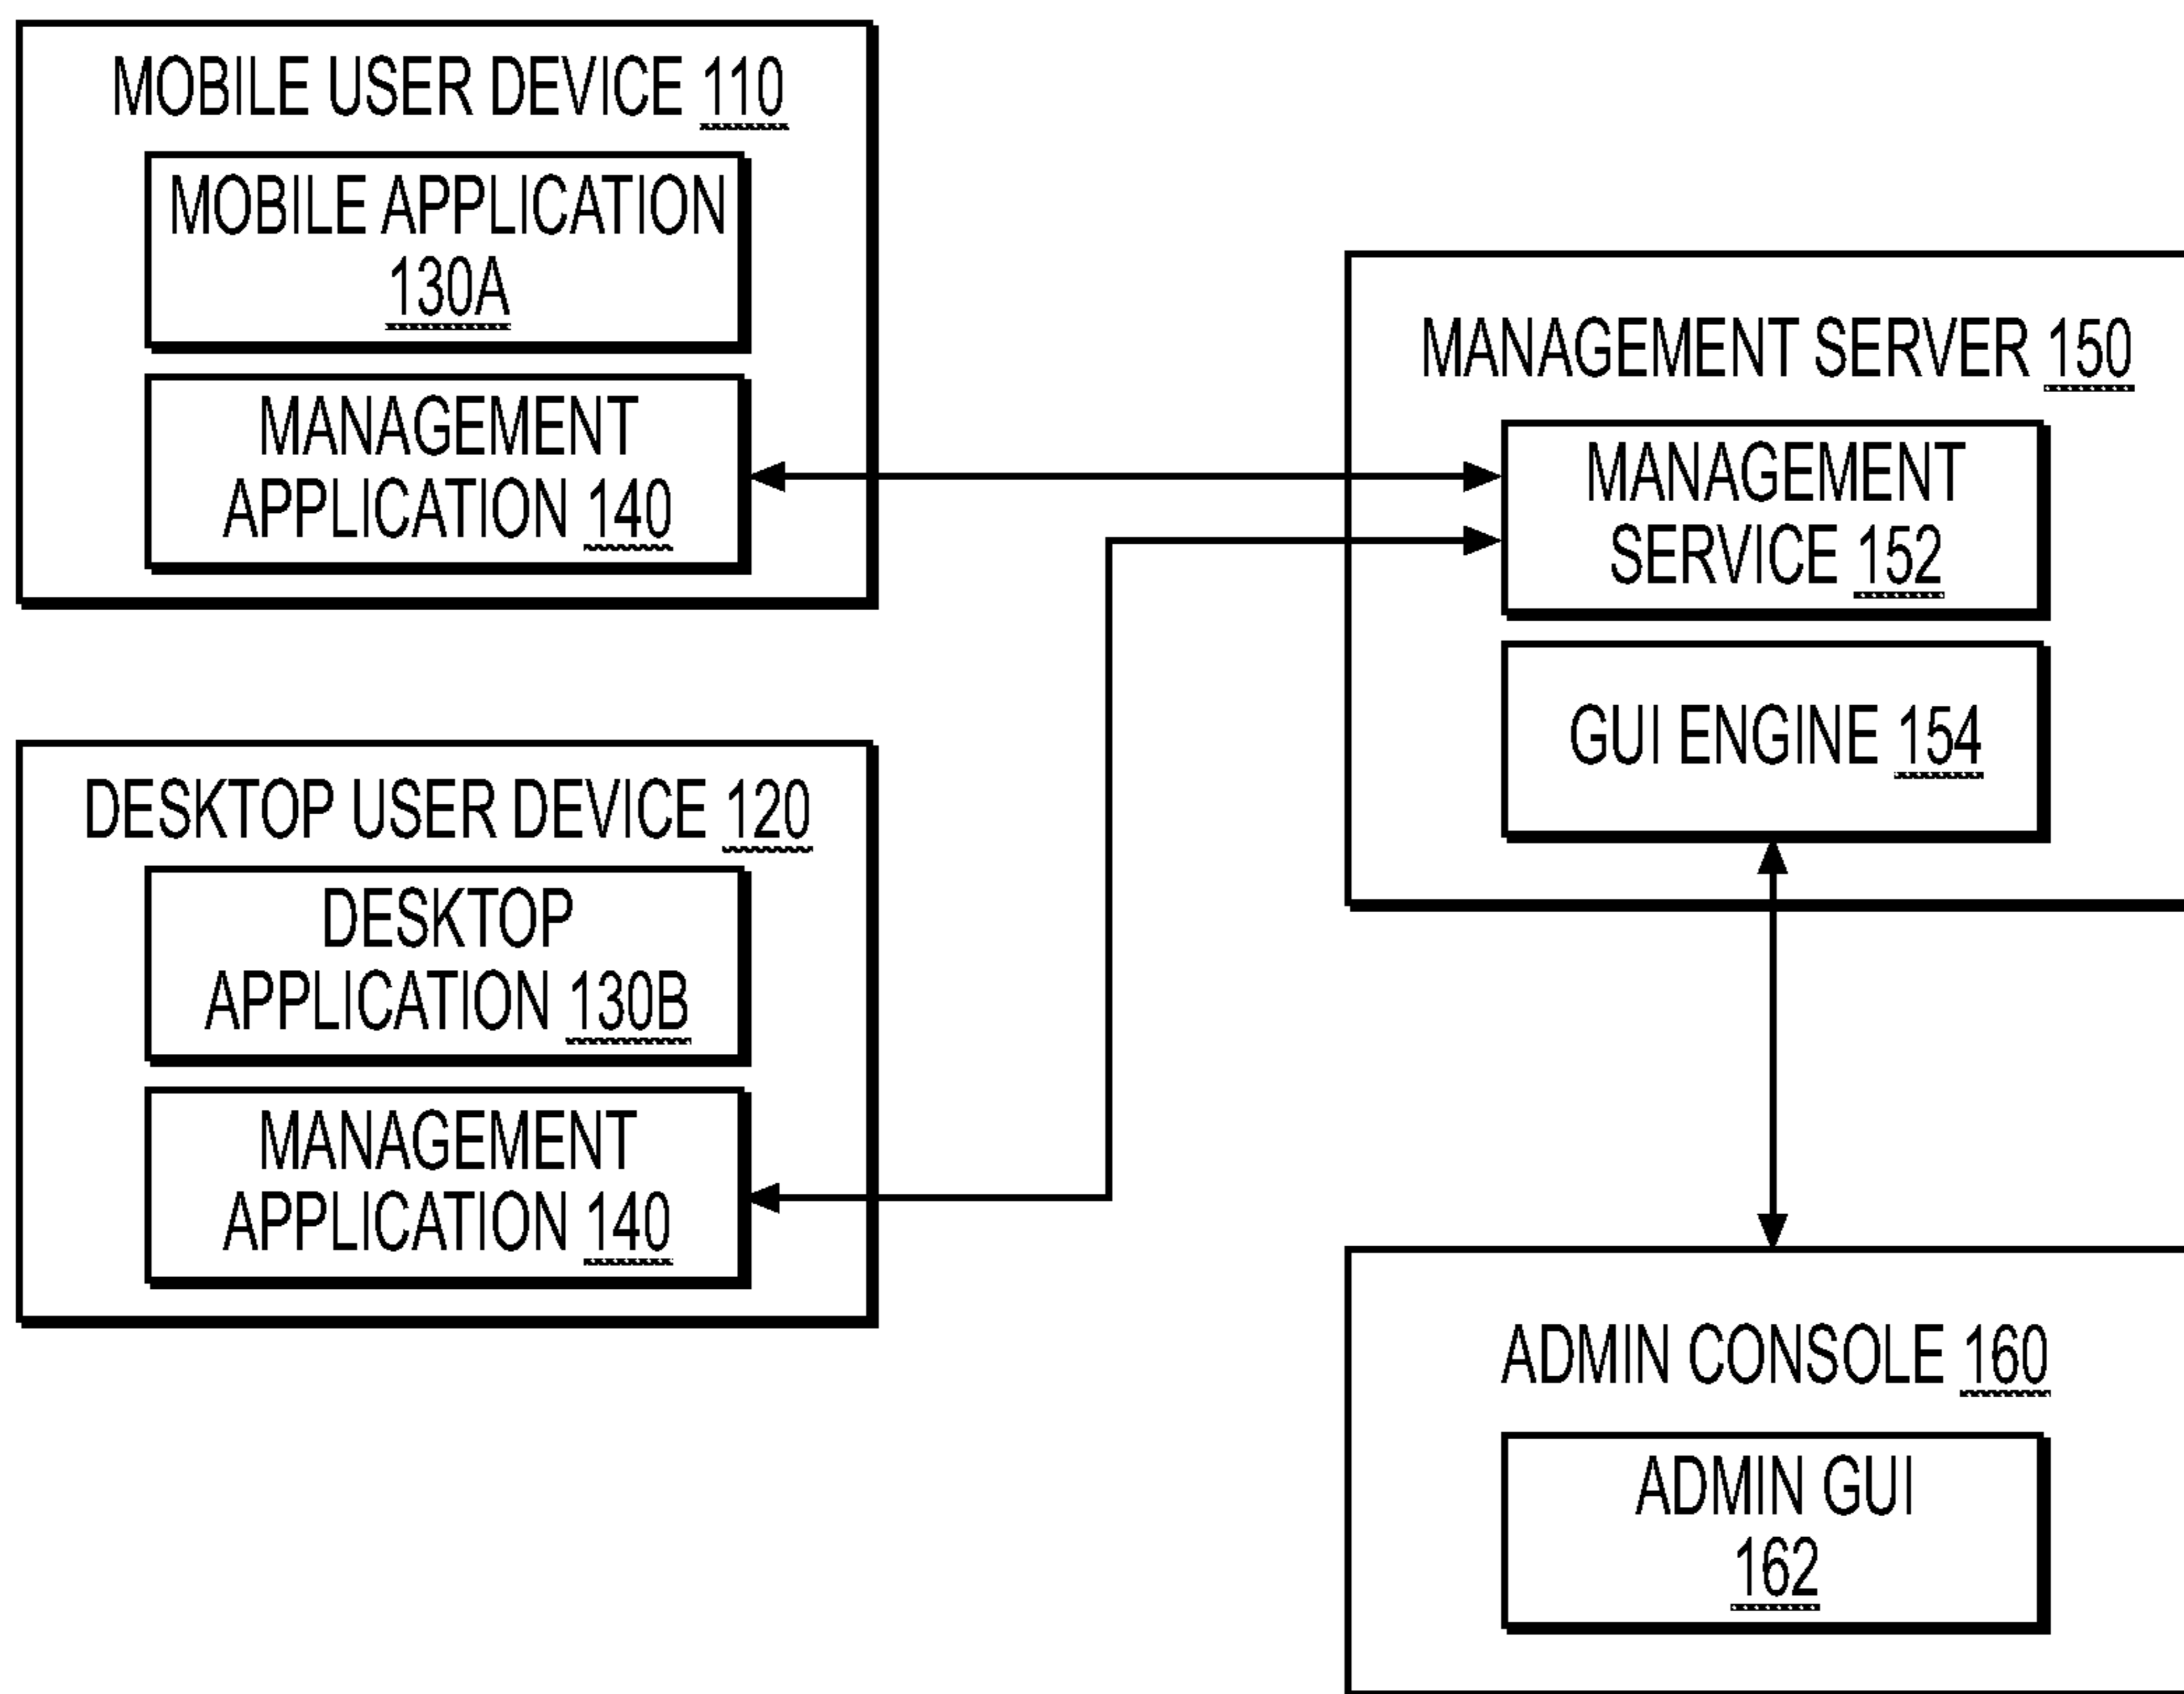 MOBILE USER DEVICE 110
MOBILE APPLICATION
130A
MANAGEMENT
APPLICATION 140
DESKTOP USER DEVICE 120
DESKTOP
APPLICATION 130B
MANAGEMENT
APPLICATION 140
MANAGEMENT SERVER 150
MANAGEMENT
SERVICE 152
GUI ENGINE 154
ADMIN CONSOLE 160
ADMIN GUI
162